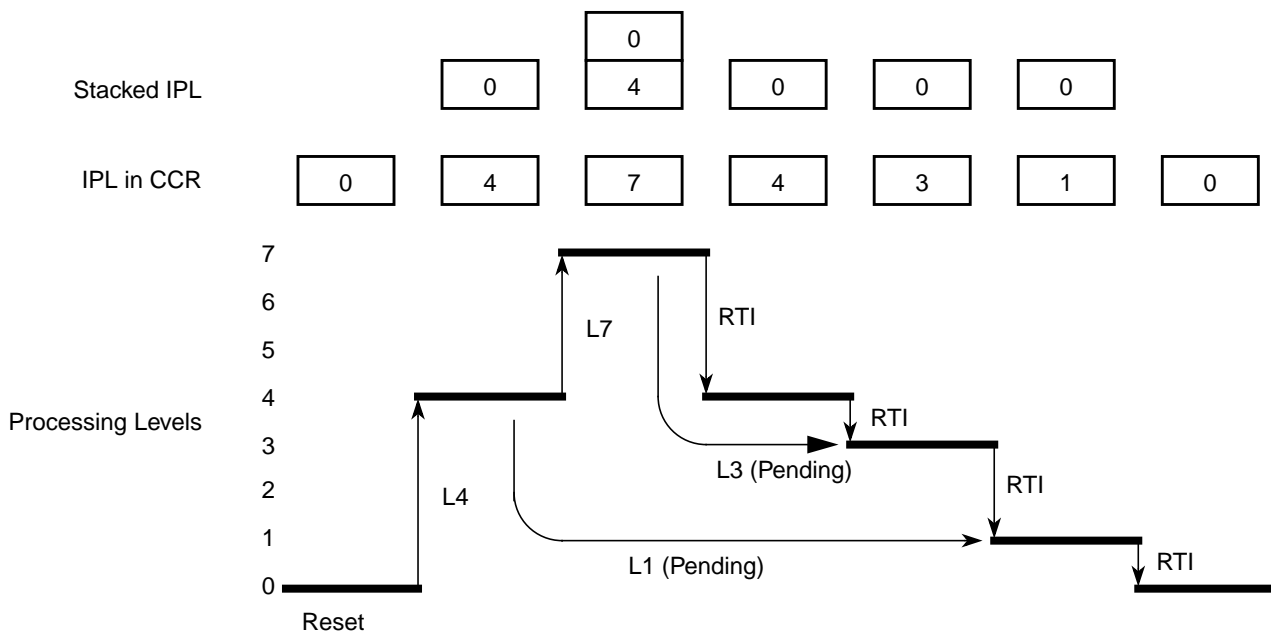 0
Stacked IPL 0 4 0 0 0
IPL in CCR 0 4 7 4 3 1 0
7
6
RTI
L7
5
4
Processing Levels
RTI
3
L3 (Pending)
2
L4
RTI
1
L1 (Pending)
RTI
0
Reset